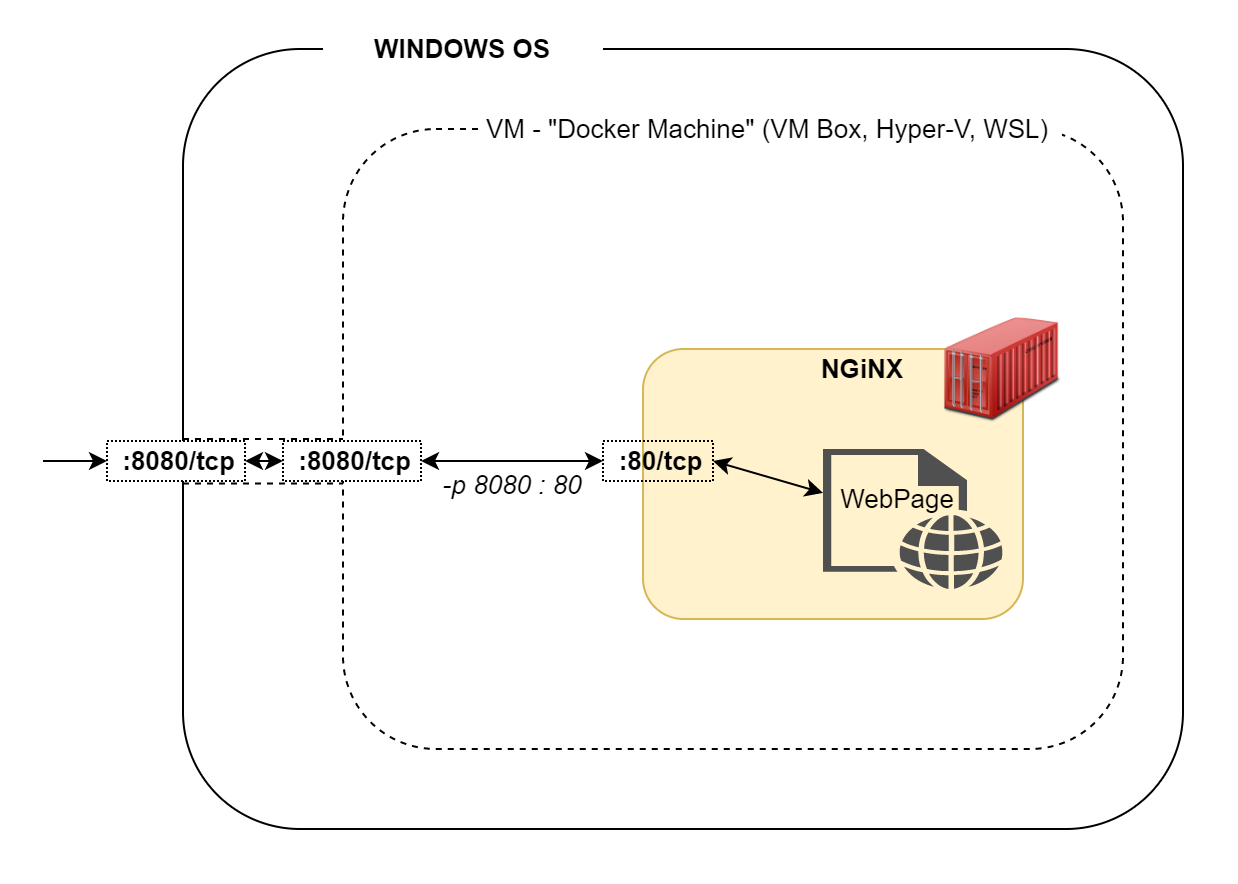 WINDOWS OS
VM - "Docker Machine" (VM Box, Hyper-V, WSL)
NGiNX
:8080/tcp
:8080/tcp
:80/tcp
-p 8080 : 80
WebPage